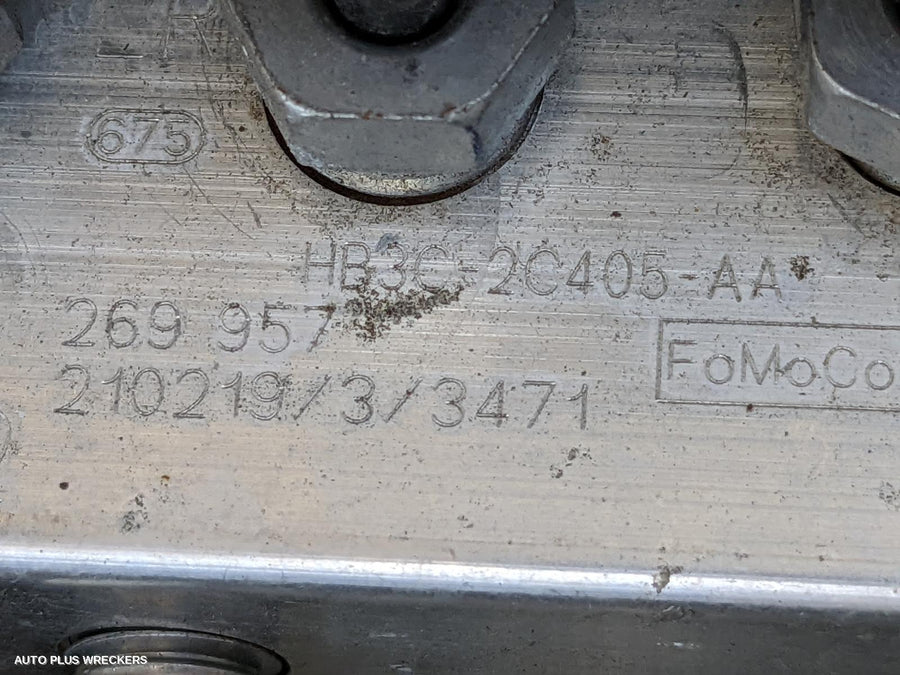 R
675
HB3C-2C405-AA*
269 957
FoMoCo
210219/3/3471
AUTO PLUS WRECKERS